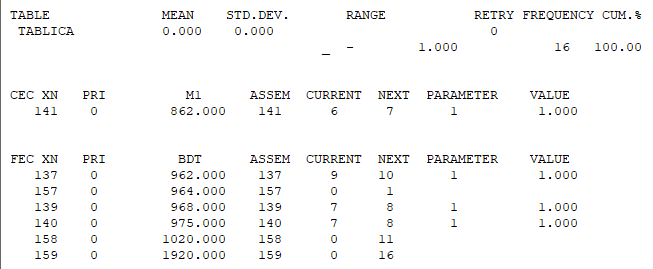 TABLE MEAN STD.DEV. RANGE RETRY FREQUENCY CUM.%
TABLICA 0.000 0.000 0
_ - 1.000 16 100.00
CEC XN PRI M1 ASSEM CURRENT NEXT PARAMETER VALUE
141 0 862.000 141 6 7 1 1.000
FEC XN PRI BDT ASSEM CURRENT NEXT PARAMETER VALUE
137 0 962.000 137 9 10 1 1.000
157 0 964.000 157 0 1
139 0 968.000 139 7 8 1 1.000
140 0 975.000 140 7 8 1 1.000
158 0 1020.000 158 0 11
159 0 1920.000 159 0 16